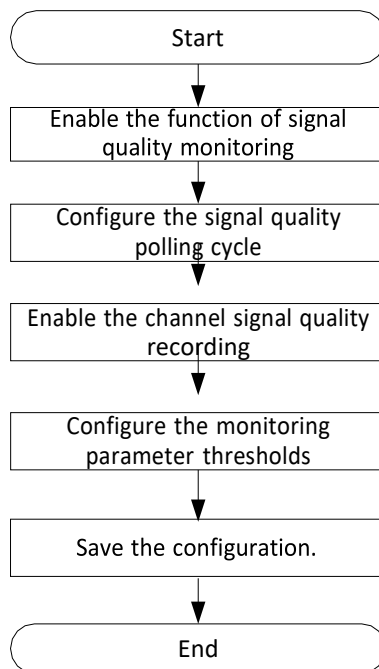 Start
Enable the function of signal
quality monitoring
Configure the signal quality
polling cycle
Enable the channel signal quality
recording
Configure the monitoring
parameter thresholds
Save the configuration.
End